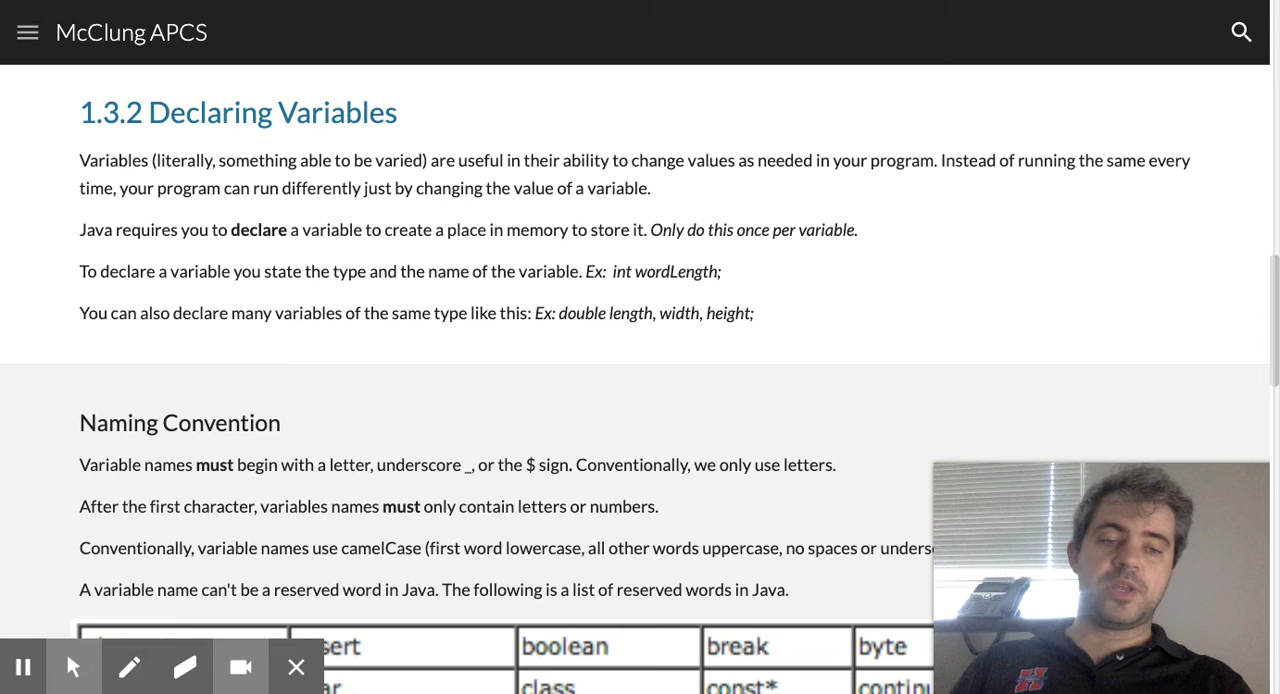 McClung APCS
1.3.2 Declaring Variables
Variables (literally, something able to be varied) are useful in their ability to change values as needed in your program. Instead of running the same every
time, your program can run differently just by changing the value of a variable.
Java requires you to declare a variable to create a place in memory to store it. Only do this once per variable.
To declare a variable you state the type and the name of the variable. Ex: int wordLength;
You can also declare many variables of the same type like this: Ex: double length, width, height;
Naming Convention
Variable names must begin with a letter, underscore _, or the $ sign. Conventionally, we only use letters.
After the first character, variables names must only contain letters or numbers.
Conventionally, variable names use camelCase (first word lowercase, all other words uppercase, no spaces or
A variable name can't be a reserved word in Java. The following is a list of reserved words in Java.
boolean break byte
class const*